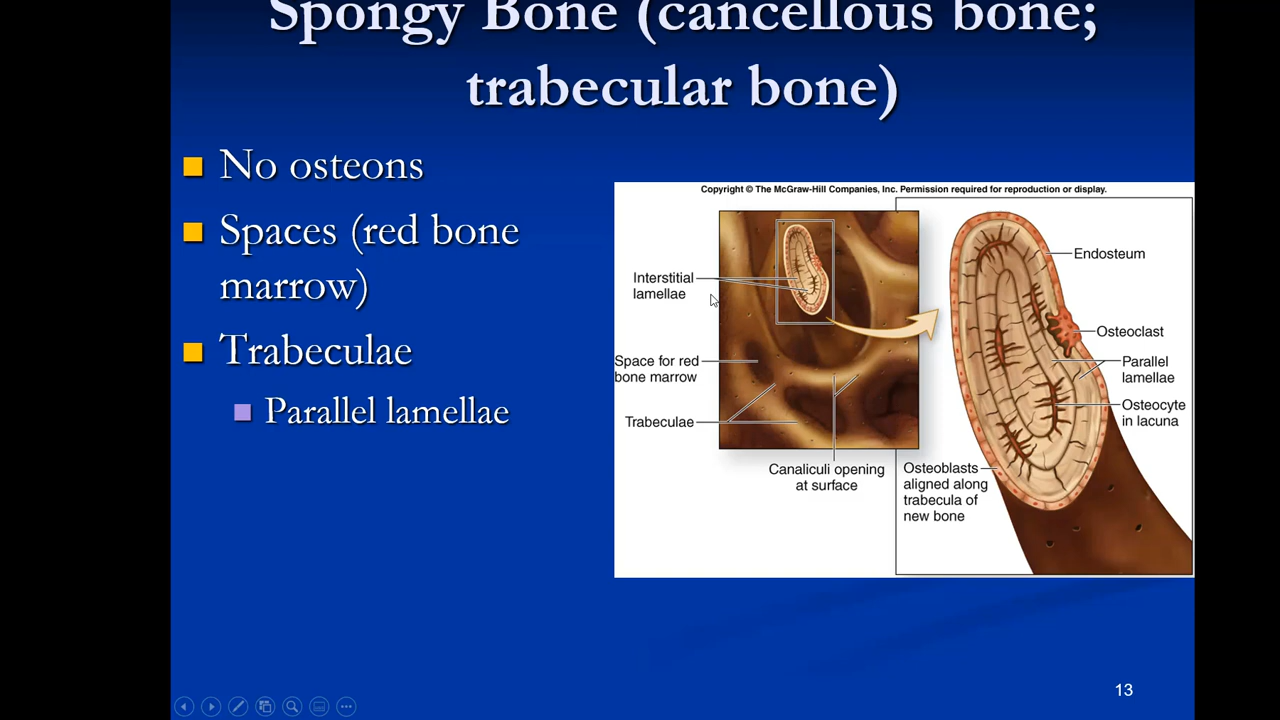 Spongy Bone (cancellous bone;
trabecular bone)
No osteons
Spaces (red bone
marrow)
Trabeculae
Parallel lamellae
Copyright © The McGraw-Hill Companies, Inc. Permission required for reproduction or display.
Interstitial
lamellae
Space for red
bone marrow
Trabeculae
Canaliculi opening
at surface
Endosteum
Osteoclast
Parallel
lamellae
Osteocyte
in lacuna
Osteoblasts
aligned along
trabecula of
new bone
13